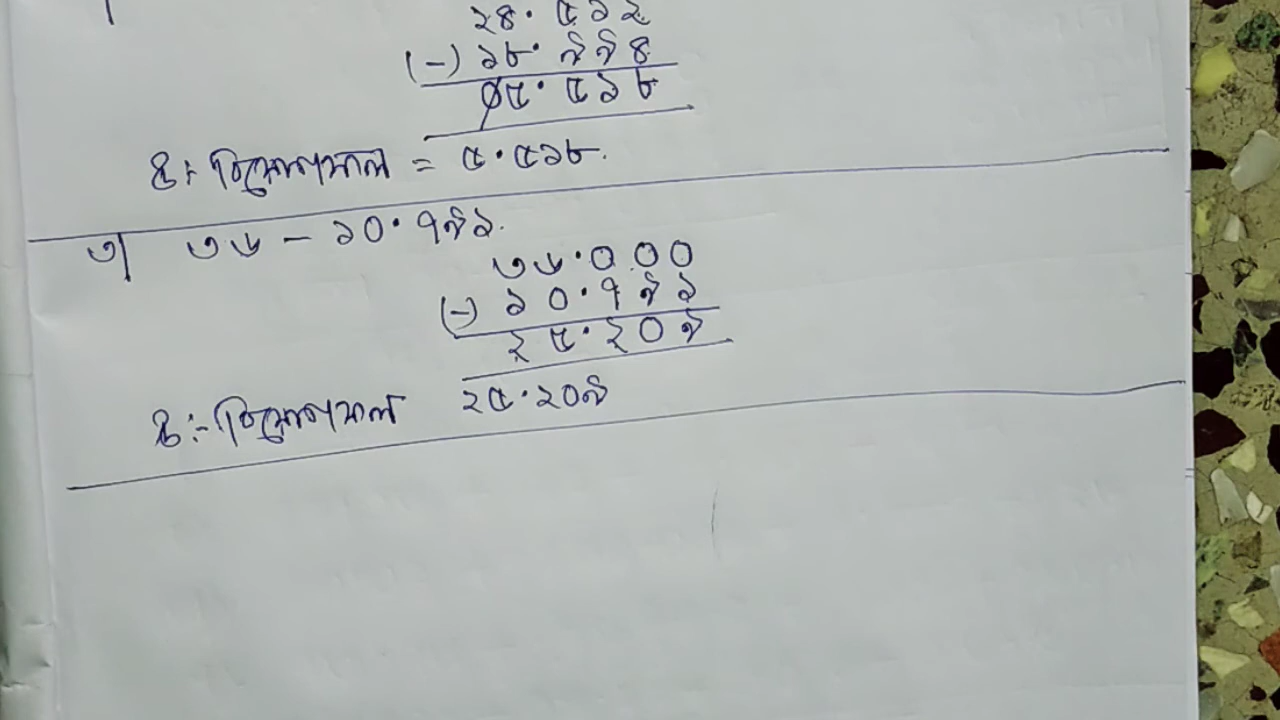 ২৪.৫১২
(-) ১৮.৯৯৪
০৫.৫১৮
উঃ বিয়োগফল = ৫.৫১৮.
৩| ৩৬ – ১০.৭৯১.
৩৬.০০০
(-) ১০.৭৯১
২৫.২০৯
উঃ- বিয়োগফল ২৫.২০৯